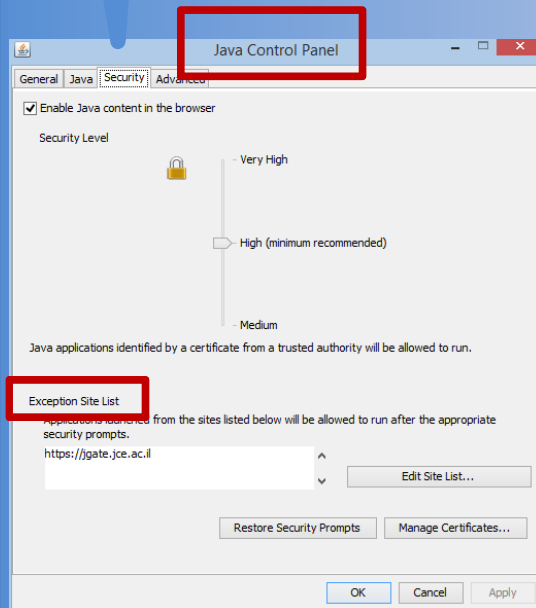 Java Control Panel
General Java Security Advanced
Enable Java content in the browser
Security Level
Very High
High (minimum recommended)
Medium
Java applications identified by a certificate from a trusted authority will be allowed to run.
Exception Site List
Applications launched from the sites listed below will be allowed to run after the appropriate
security prompts.
https://jgate.jce.ac.il
Edit Site List...
Restore Security Prompts Manage Certificates...
OK Cancel Apply